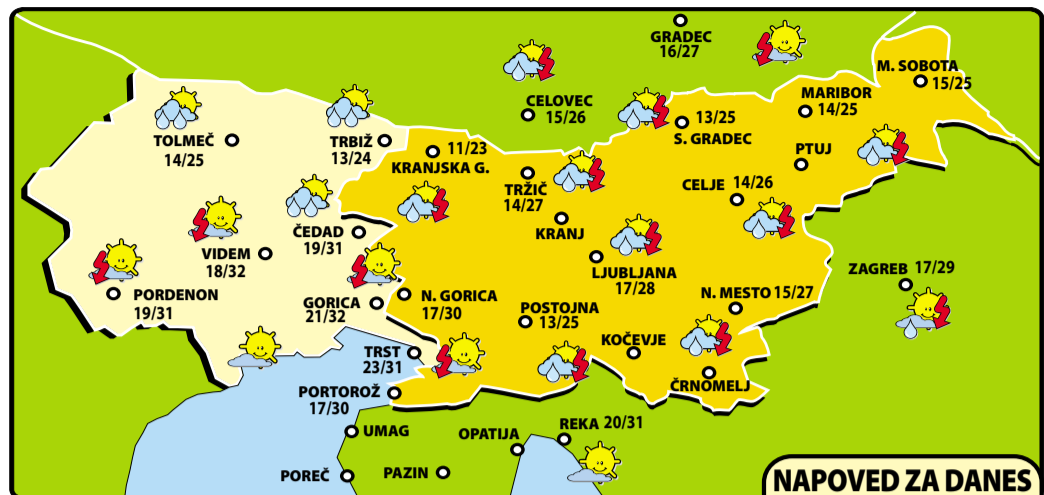 GRADEC
16/27
M. SOBOTA
15/25
CELOVEC
15/26
MARIBOR
14/25
13/25
S. GRADEC
TOLMEČ
14/25
TRBIŽ
13/24
11/23
KRANJSKA G.
PTUJ
TRŽIČ
14/27
CELJE 14/26
KRANJ
ČEDAD
19/31
VIDEM
18/32
LJUBLJANA
17/28
ZAGREB 17/29
PORDENON
19/31
GORICA
21/32
N. GORICA
17/30
POSTOJNA
13/25
N. MESTO 15/27
KOČEVJE
TRST
23/31
ČRNOMELJ
PORTOROŽ
17/30
UMAG
OPATIJA
REKA 20/31
POREČ
PAZIN
NAPOVED ZA DANES